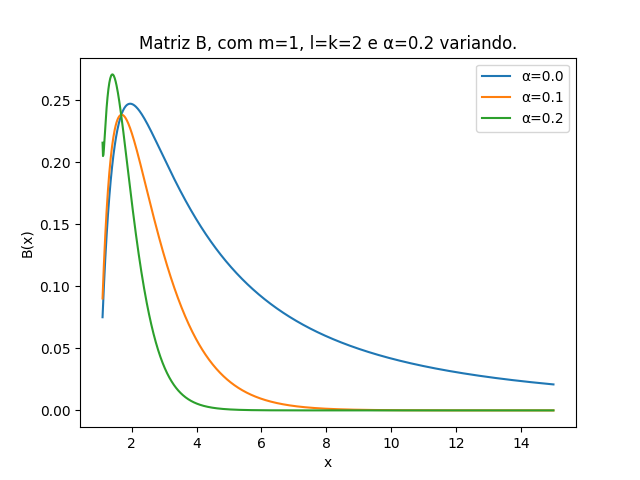 Matriz B, com m=1, l=k=2 e α=0.2 variando.
α=0.0
α=0.1
α=0.2
B(x)
0.25
0.20
0.15
0.10
0.05
0.00
2 4 6 8 10 12 14
x